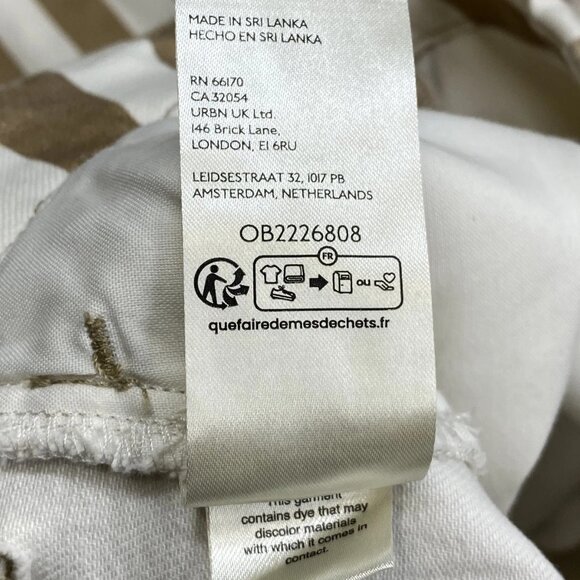 MADE IN SRI LANKA
HECHO EN SRI LANKA
RN 66170
CA 32054
URBN UK Ltd.
146 Brick Lane,
LONDON, E1 6RU
LEIDSESTRAAT 32, 1017 PB
AMSTERDAM, NETHERLANDS
OB2226808
FR
ou
quefairedemesdechets.fr
This garment
contains dye that may
discolor materials
with which it comes in
contact.